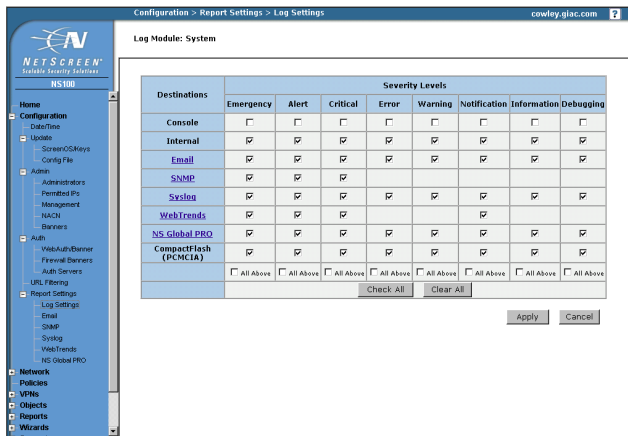 Configuration > Report Settings > Log Settings
cowley.giac.com ?
NETSCREEN
Scalable Security Solutions
NS100
Home
Configuration
Date/Time
Update
ScreenOS/Keys
Config File
Admin
Administrators
Permitted IPs
Management
NACN
Banners
Auth
WebAuth/Banner
Firewall Banners
Auth Servers
URL Filtering
Report Settings
Log Settings
Email
SNMP
Syslog
WebTrends
NS Global PRO
Network
Policies
VPNs
Objects
Reports
Wizards
Log Module: System
Destinations
Severity Levels
Emergency Alert Critical Error Warning Notification Information Debugging
Console
Internal
Email
SNMP
Syslog
WebTrends
NS Global PRO
CompactFlash
(PCMCIA)
All Above All Above All Above All Above All Above All Above All Above All Above
Check All Clear All
Apply Cancel